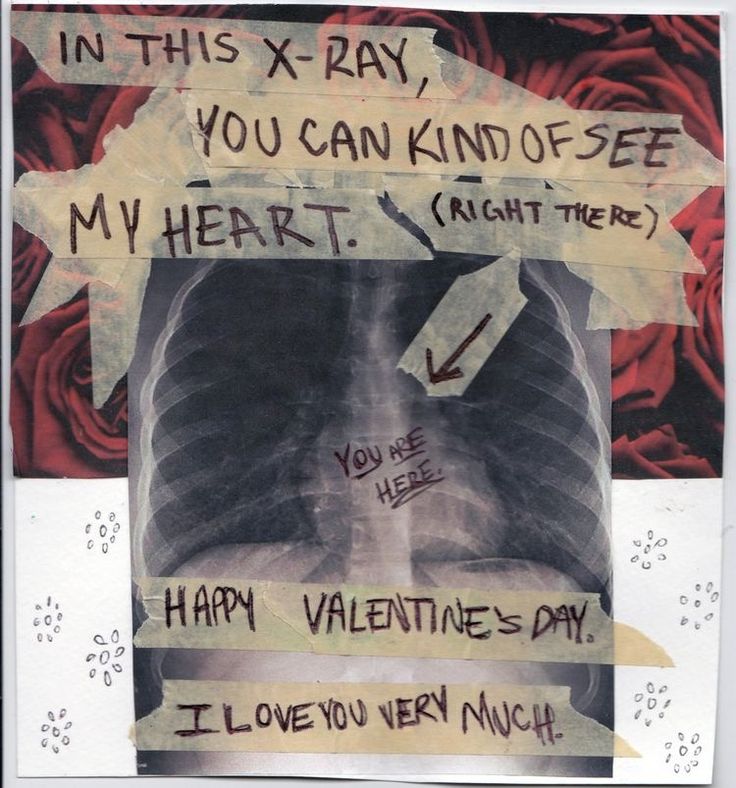 IN THIS X-RAY,
YOU CAN KIND OF SEE
MY HEART. (RIGHT THERE)
YOU ARE
HERE.
HAPPY VALENTINE'S DAY.
I LOVE YOU VERY MUCH.